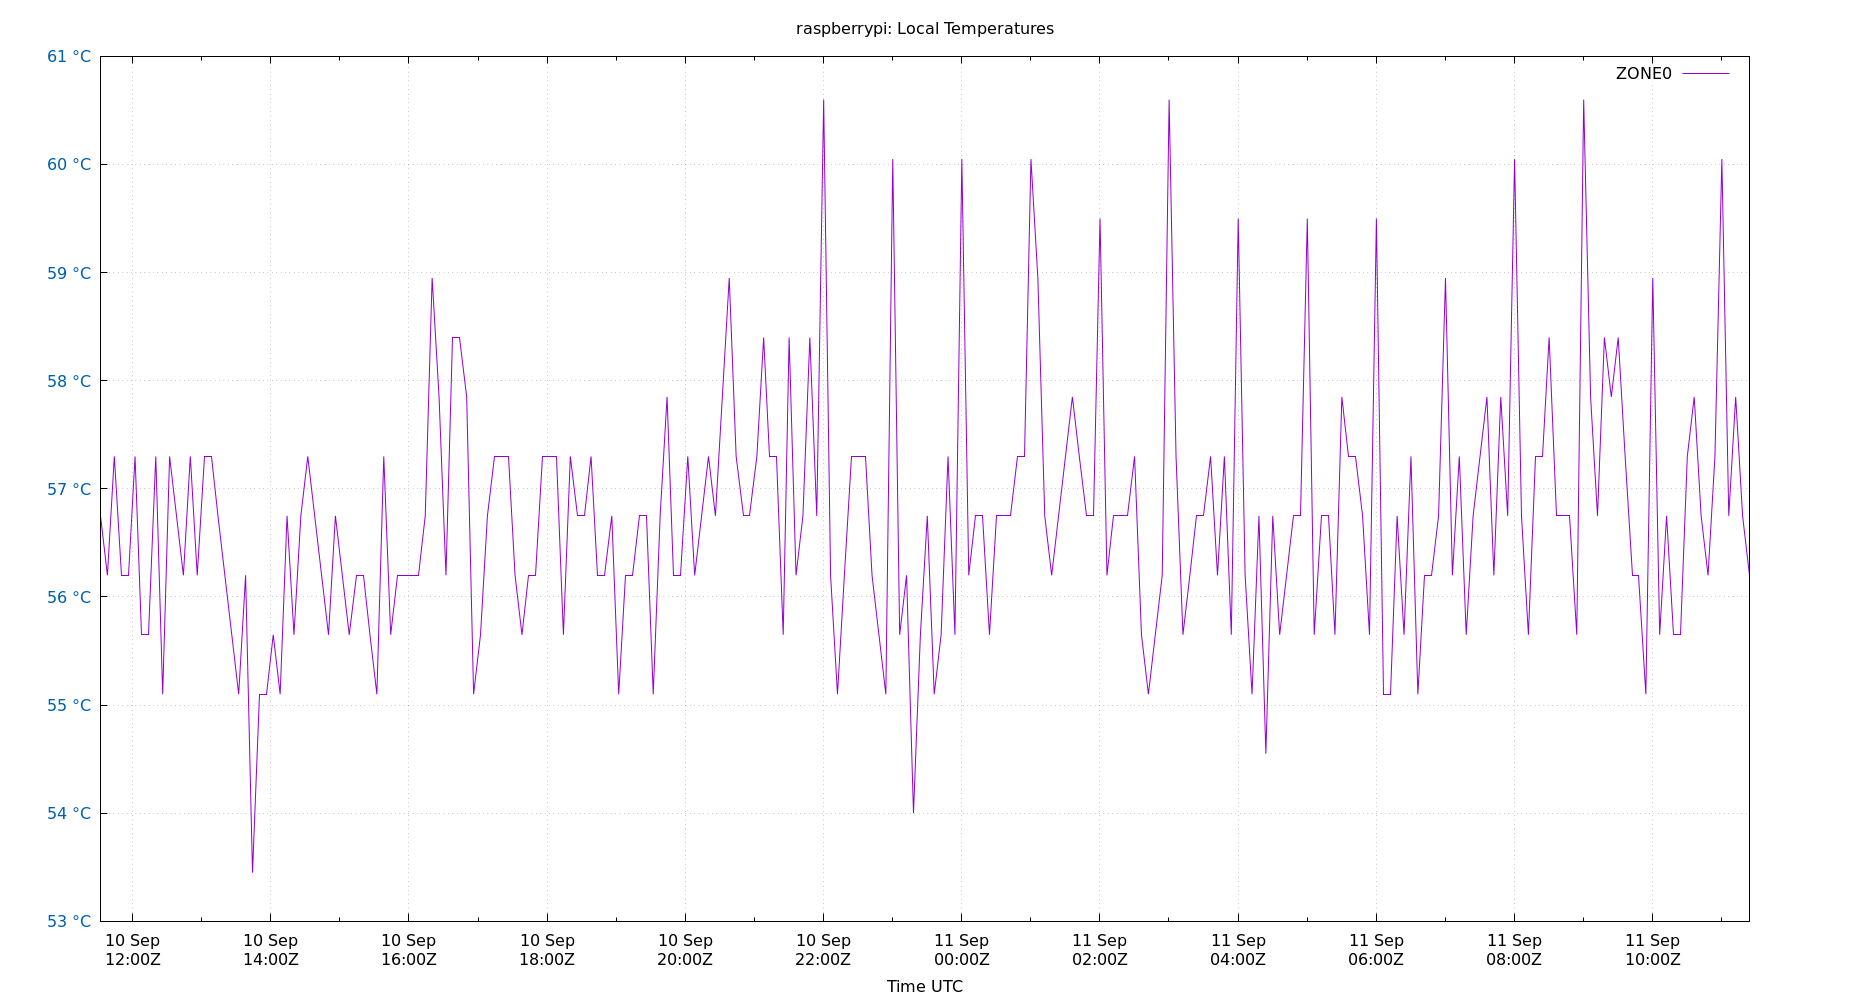 raspberrypi: Local Temperatures
61 °C
ZONE0
60 °C
59 °C
58 °C
57 °C
56 °C
55 °C
54 °C
53 °C
10 Sep 10 Sep 10 Sep 10 Sep 10 Sep 10 Sep 11 Sep 11 Sep 11 Sep 11 Sep 11 Sep 11 Sep
12:00Z 14:00Z 16:00Z 18:00Z 20:00Z 22:00Z 00:00Z 02:00Z 04:00Z 06:00Z 08:00Z 10:00Z
Time UTC